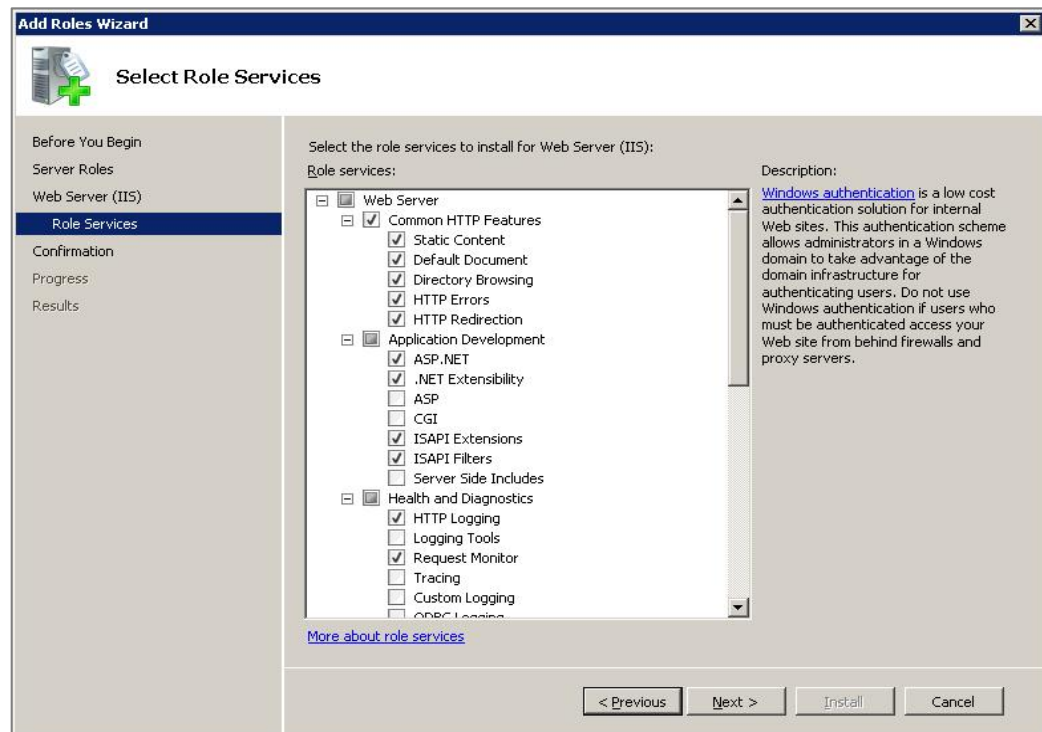 Add Roles Wizard
Select Role Services
Before You Begin
Server Roles
Web Server (IIS)
Role Services
Confirmation
Progress
Results
Select the role services to install for Web Server (IIS):
Role services:
Web Server
Common HTTP Features
Static Content
Default Document
Directory Browsing
HTTP Errors
HTTP Redirection
Application Development
ASP.NET
.NET Extensibility
ASP
CGI
ISAPI Extensions
ISAPI Filters
Server Side Includes
Health and Diagnostics
HTTP Logging
Logging Tools
Request Monitor
Tracing
Custom Logging
ODBC Logging
More about role services
Description:
Windows authentication is a low cost
authentication solution for internal
Web sites. This authentication scheme
allows administrators in a Windows
domain to take advantage of the
domain infrastructure for
authenticating users. Do not use
Windows authentication if users who
must be authenticated access your
Web site from behind firewalls and
proxy servers.
< Previous
Next >
Install
Cancel